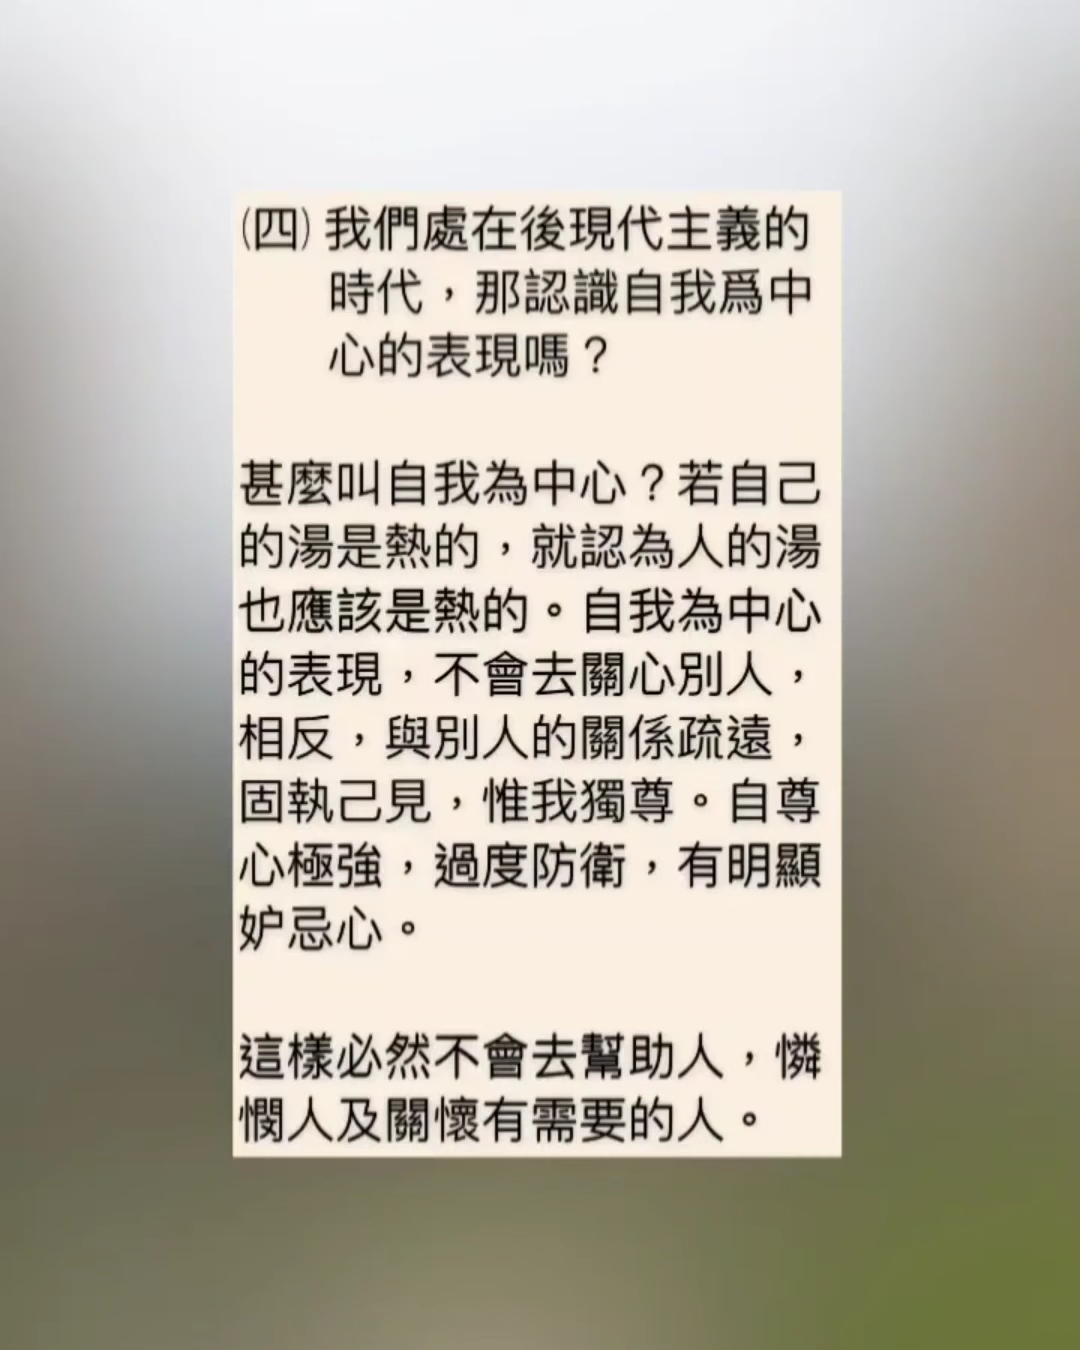 (四) 我們處在後現代主義的
時代，那認識自我爲中
心的表現嗎？
甚麼叫自我為中心？若自己
的湯是熱的，就認為人的湯
也應該是熱的。自我為中心
的表現，不會去關心別人，
相反，與別人的關係疏遠，
固執己見，惟我獨尊。自尊
心極強，過度防衛，有明顯
妒忌心。
這樣必然不會去幫助人，憐
憫人及關懷有需要的人。